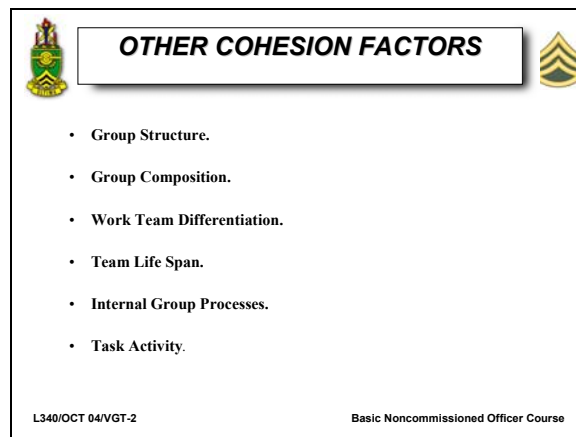 OTHER COHESION FACTORS
• Group Structure.
• Group Composition.
• Work Team Differentiation.
• Team Life Span.
• Internal Group Processes.
• Task Activity.
L340/OCT 04/VGT-2
Basic Noncommissioned Officer Course